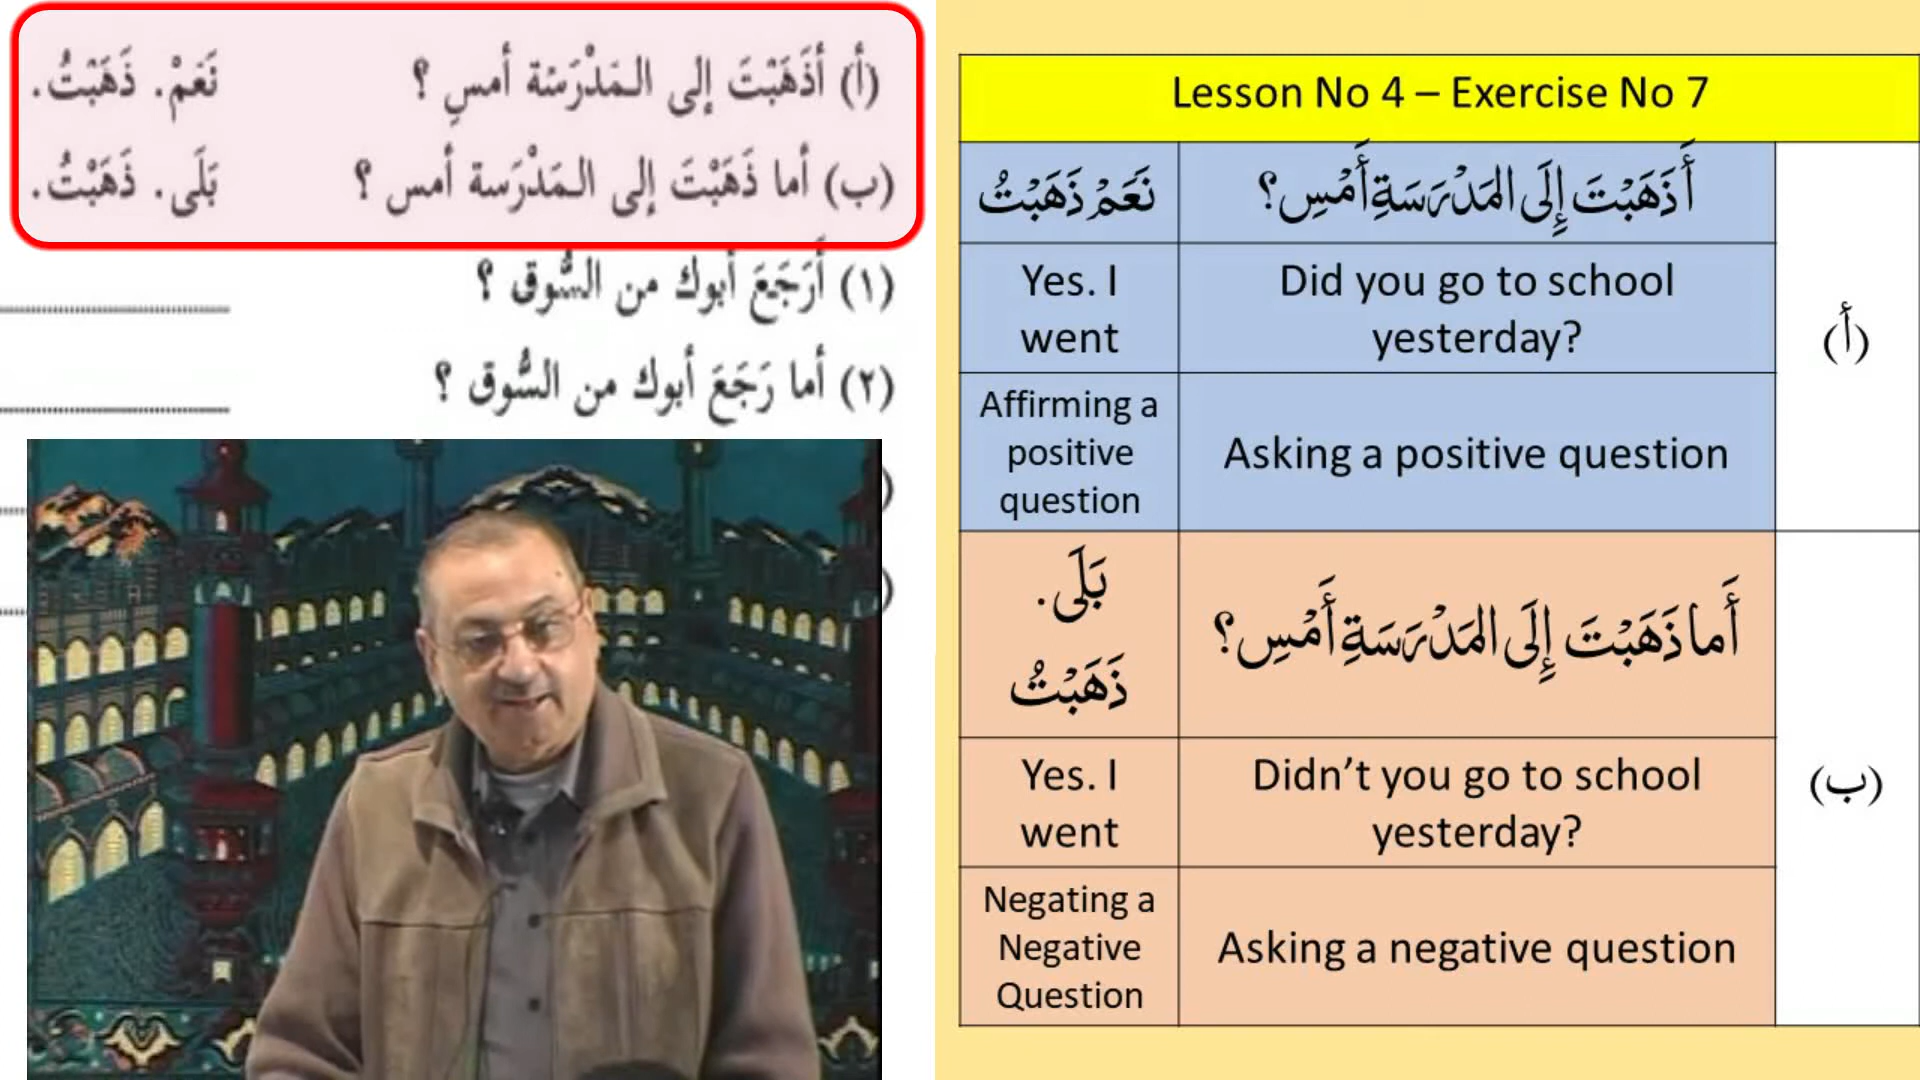 (أ) أذَهَبْتَ إلى المَدْرَسَة أمسِ ؟ نَعَمْ. ذَهَبْتُ.
(ب) أما ذَهَبْتَ إلى المَدْرَسة أمس ؟ بَلَى. ذَهَبْتُ.
(١) أَرَجَعَ أبوك من السُّوق ؟
(٢) أما رَجَعَ أبوك من السُّوق ؟
Lesson No 4 – Exercise No 7
(أ)
أَذَهَبْتَ إِلَى المَدْرَسَةِ أَمْسِ؟
نَعَمْ ذَهَبْتُ
Did you go to school
yesterday?
Yes. I
went
Asking a positive question
Affirming a
positive
question
(ب)
أَما ذَهَبْتَ إِلَى المَدْرَسَةِ أَمْسِ؟
بَلَى.
ذَهَبْتُ
Didn’t you go to school
yesterday?
Yes. I
went
Asking a negative question
Negating a
Negative
Question